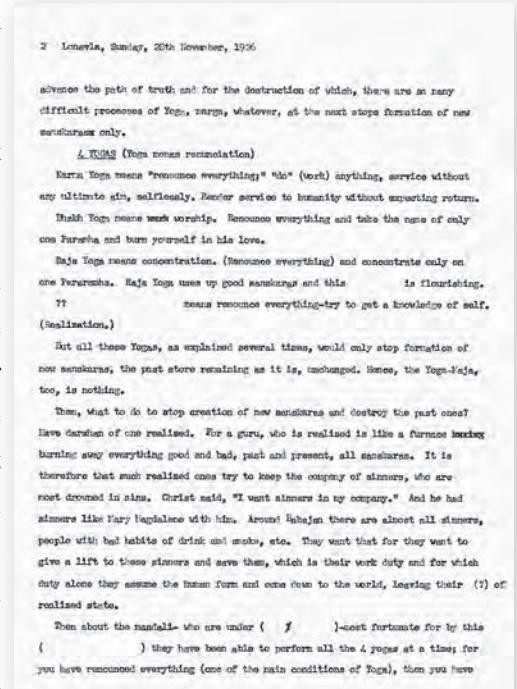 2 Lonavla, Sunday, 28th November, 1926
advance the path of truth and for the destruction of which, there are so many
difficult processes of Yoga, marga, whatever, at the next stops formation of new
sanskaras only.
4 YOGAS (Yoga means renunciation)
Karma Yoga means "renounce everything;" "do" (work) anything, service without
any ultimate aim, selflessly. Render service to humanity without expecting return.
Bhakh Yoga means work worship. Renounce everything and take the name of only
one Paramha and burn yourself in his love.
Raja Yoga means concentration. (Renounce everything) and concentrate only on
one Pararamha. Raja Yoga uses up good sanskaras and this is flourishing.
?? means renounce everything-try to get a knowledge of self.
(Realization.)
But all these Yogas, as explained several times, would only stop formation of
new sanskaras, the past store remaining as it is, unchanged. Hence, the Yoga-Raja,
too, is nothing.
Then, what to do to stop creation of new sanskaras and destroy the past ones?
Have darshan of one realised. For a guru, who is realised is like a furnace
burning away everything good and bad, past and present, all sanskaras. It is
therefore that such realised ones try to keep the company of sinners, who are
most drowned in sins. Christ said, "I want sinners in my company." And he had
sinners like Mary Magdalene with him. Around Babajan there are almost all sinners,
people with bad habits of drink and smoke, etc. They want that for they want to
give a lift to these sinners and save them, which is their work duty and for which
duty alone they assume the human form and come down to the world, leaving their (?) of
realised state.
Then about the mandali- who are under ( )-most fortunate for by this
( ) they have been able to perform all the 4 yogas at a time; for
you have renounced everything (one of the main conditions of Yoga), then you have